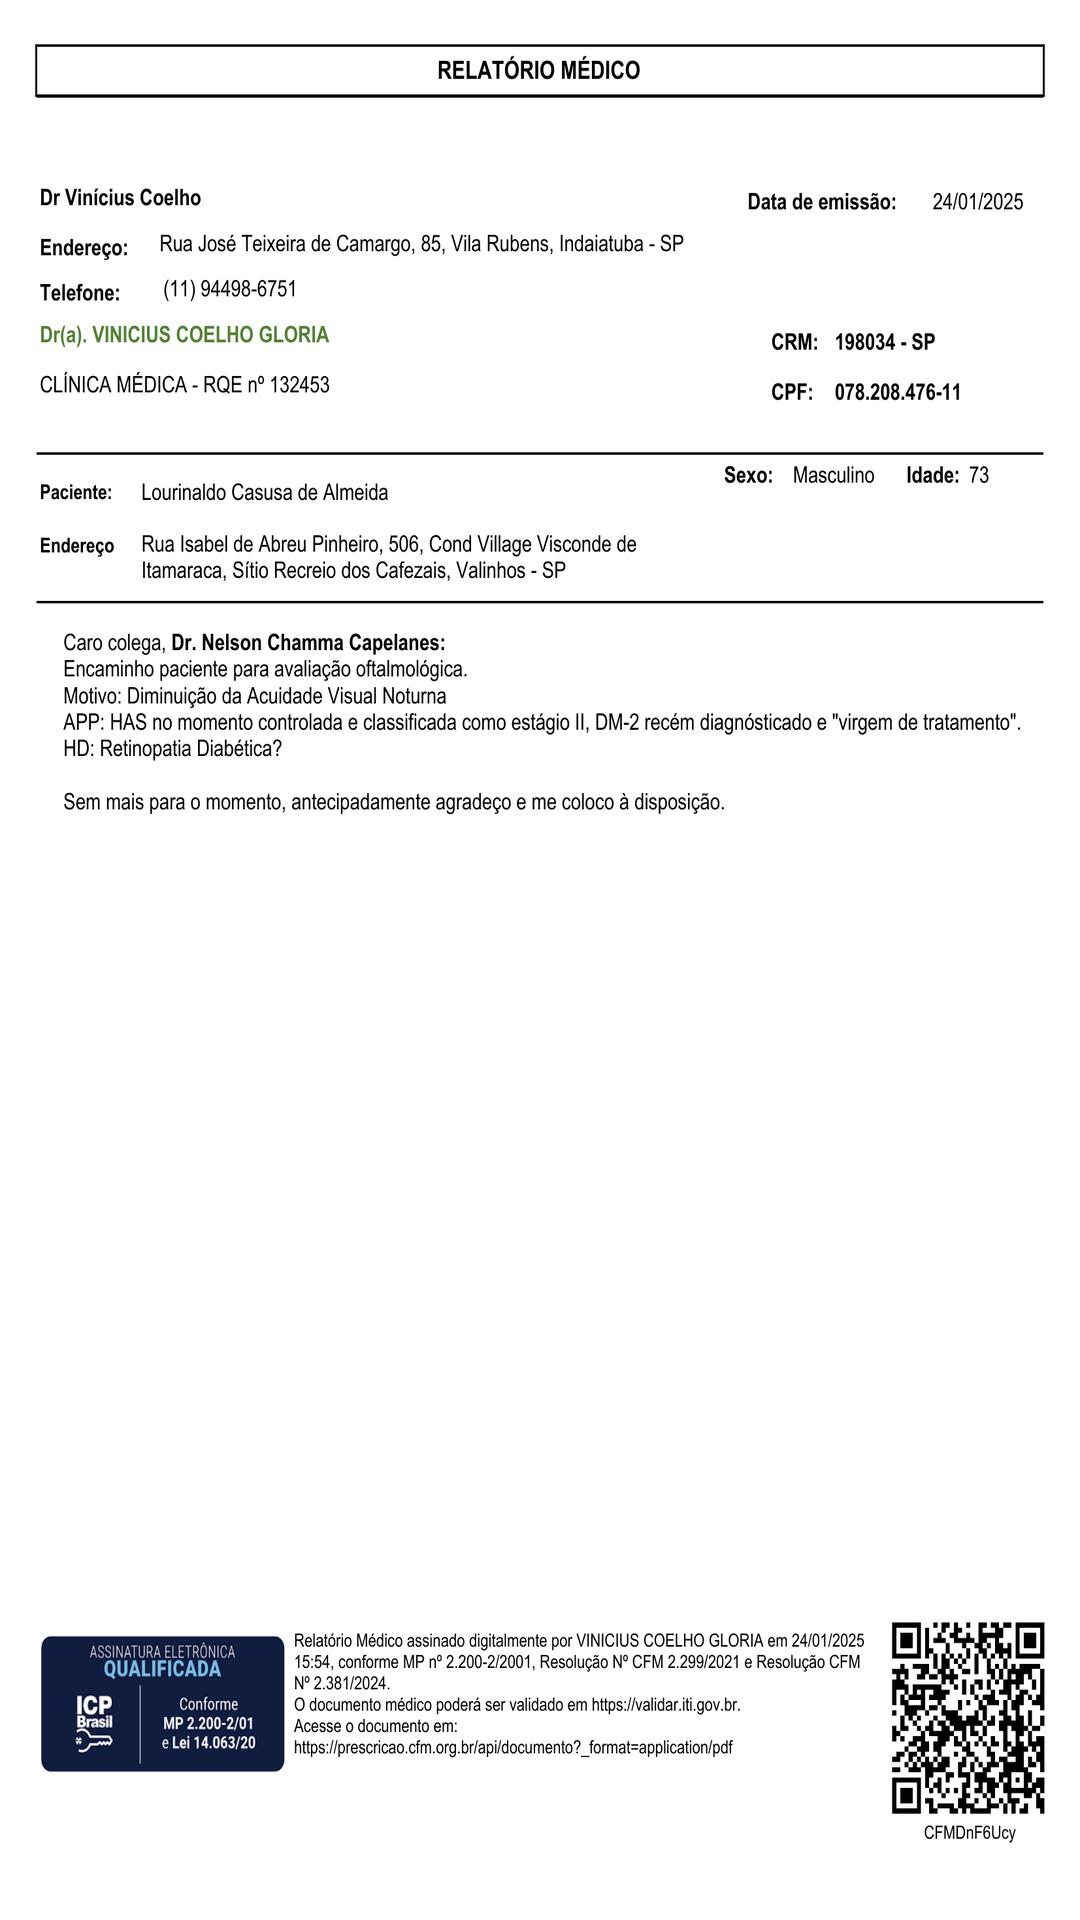 RELATÓRIO MÉDICO
Dr Vinícius Coelho
Data de emissão: 24/01/2025
Endereço: Rua José Teixeira de Camargo, 85, Vila Rubens, Indaiatuba - SP
Telefone: (11) 94498-6751
Dr(a). VINICIUS COELHO GLORIA
CRM: 198034 - SP
CLÍNICA MÉDICA - RQE nº 132453
CPF: 078.208.476-11
Sexo: Masculino Idade: 73
Paciente: Lourinaldo Casusa de Almeida
Endereço Rua Isabel de Abreu Pinheiro, 506, Cond Village Visconde de
Itamaraca, Sítio Recreio dos Cafezais, Valinhos - SP
Caro colega, Dr. Nelson Chamma Capelanes:
Encaminho paciente para avaliação oftalmológica.
Motivo: Diminuição da Acuidade Visual Noturna
APP: HAS no momento controlada e classificada como estágio II, DM-2 recém diagnósticado e "virgem de tratamento".
HD: Retinopatia Diabética?
Sem mais para o momento, antecipadamente agradeço e me coloco à disposição.
ASSINATURA ELETRÔNICA
QUALIFICADA
ICP
Brasil
Conforme
MP 2.200-2/01
e Lei 14.063/20
Relatório Médico assinado digitalmente por VINICIUS COELHO GLORIA em 24/01/2025
15:54, conforme MP nº 2.200-2/2001, Resolução Nº CFM 2.299/2021 e Resolução CFM
Nº 2.381/2024.
O documento médico poderá ser validado em https://validar.iti.gov.br.
Acesse o documento em:
https://prescricao.cfm.org.br/api/documento?_format=application/pdf
CFMDnF6Ucy